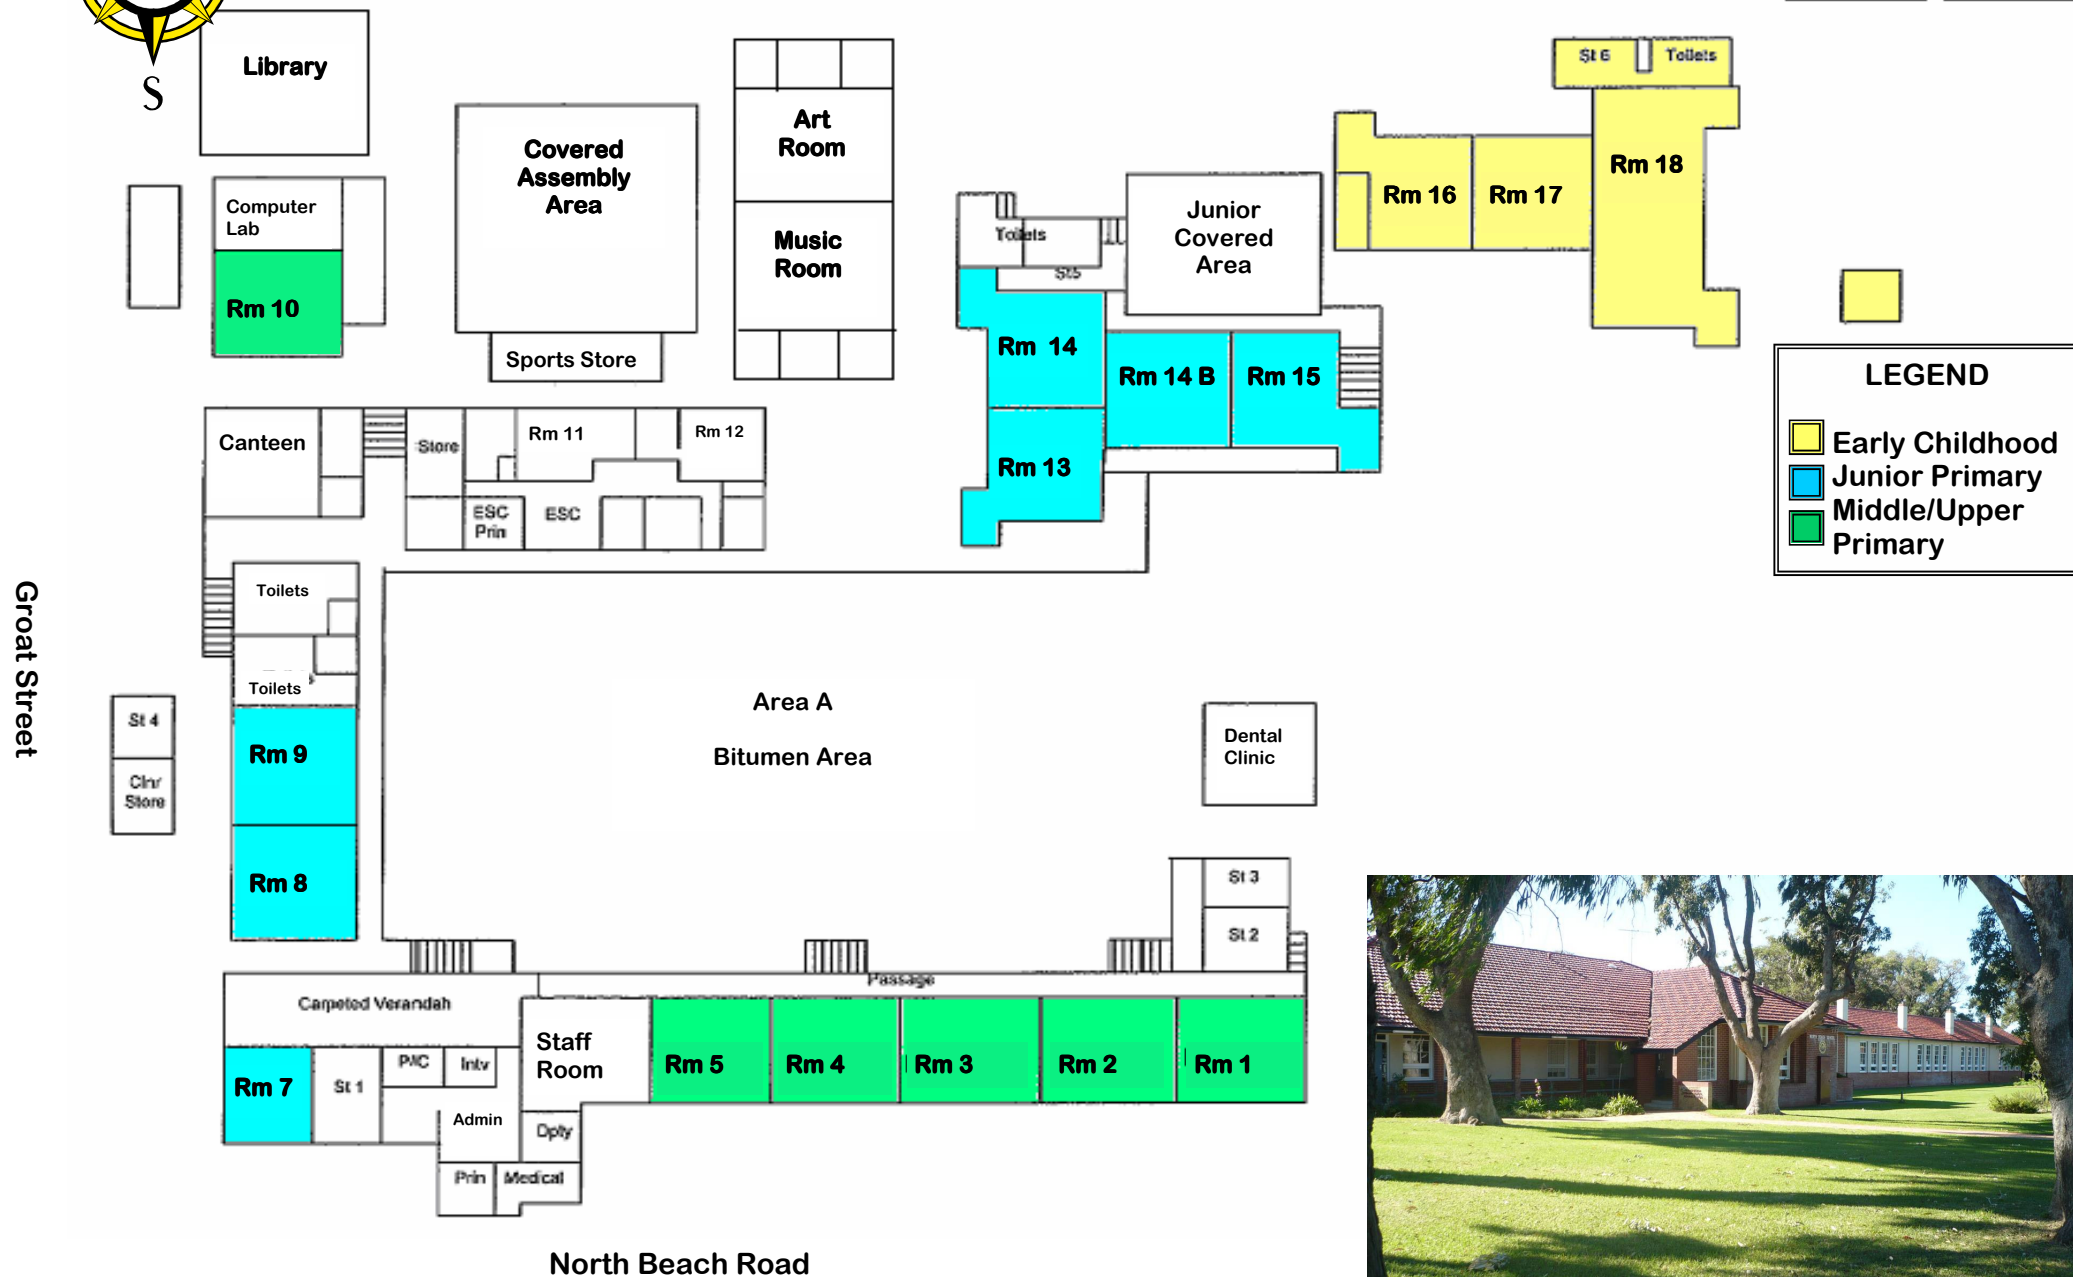 S
Library
Computer
Lab
Rm 10
Covered
Assembly
Area
Sports Store
Art
Room
Music
Room
Toilets
St5
Junior
Covered
Area
Rm 14
Rm 14 B
Rm 15
Rm 13
St 6
Toilets
Rm 16
Rm 17
Rm 18
LEGEND
Early Childhood
Junior Primary
Middle/Upper
Primary
Canteen
Store
Rm 11
Rm 12
ESC
Prin
ESC
Toilets
Toilets
Groat Street
St 4
Clnr
Store
Rm 9
Rm 8
Area A
Bitumen Area
Dental
Clinic
St 3
St 2
Passage
Carpeted Verandah
Staff
Room
Rm 5
Rm 4
Rm 3
Rm 2
Rm 1
Rm 7
St 1
P/C
Intv
Admin
Dpty
Prin
Medical
North Beach Road